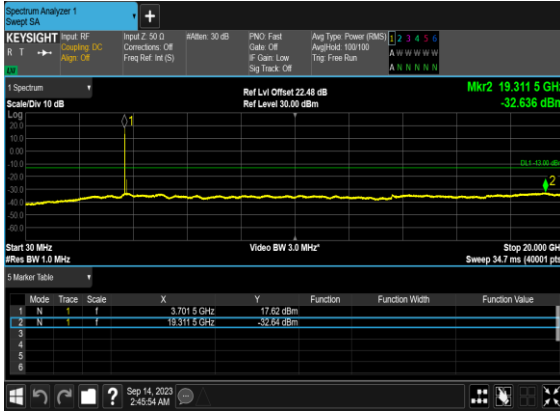 Spectrum Analyzer 1
Swept SA
+
KEYSIGHT
R T
Input: RF
Coupling: DC
Align: Off
Input Z: 50 Ω
Corrections: Off
Freq Ref: Int (S)
#Atten: 30 dB
PNO: Fast
Gate: Off
IF Gain: Low
Sig Track: Off
Avg Type: Power (RMS)
Avg|Hold: 100/100
Trig: Free Run
1 2 3 4 5 6
A W W W W W
A N N N N N
1 Spectrum
Scale/Div 10 dB
Ref Lvl Offset 22.48 dB
Ref Level 30.00 dBm
Mkr2 19.311 5 GHz
-32.636 dBm
Log
20.0
10.0
0.00
-10.0
-20.0
-30.0
-40.0
-50.0
-60.0
1
DL1 -13.00 dBm
2
Start 30 MHz
#Res BW 1.0 MHz
Video BW 3.0 MHz*
Stop 20.000 GH
Sweep 34.7 ms (40001 pts
5 Marker Table
Mode Trace Scale X Y Function Function Width Function Value
1 N 1 f 3.701 5 GHz 17.62 dBm
2 N 1 f 19.311 5 GHz -32.64 dBm
3
4
5
6
?
Sep 14, 2023
2:45:54 AM